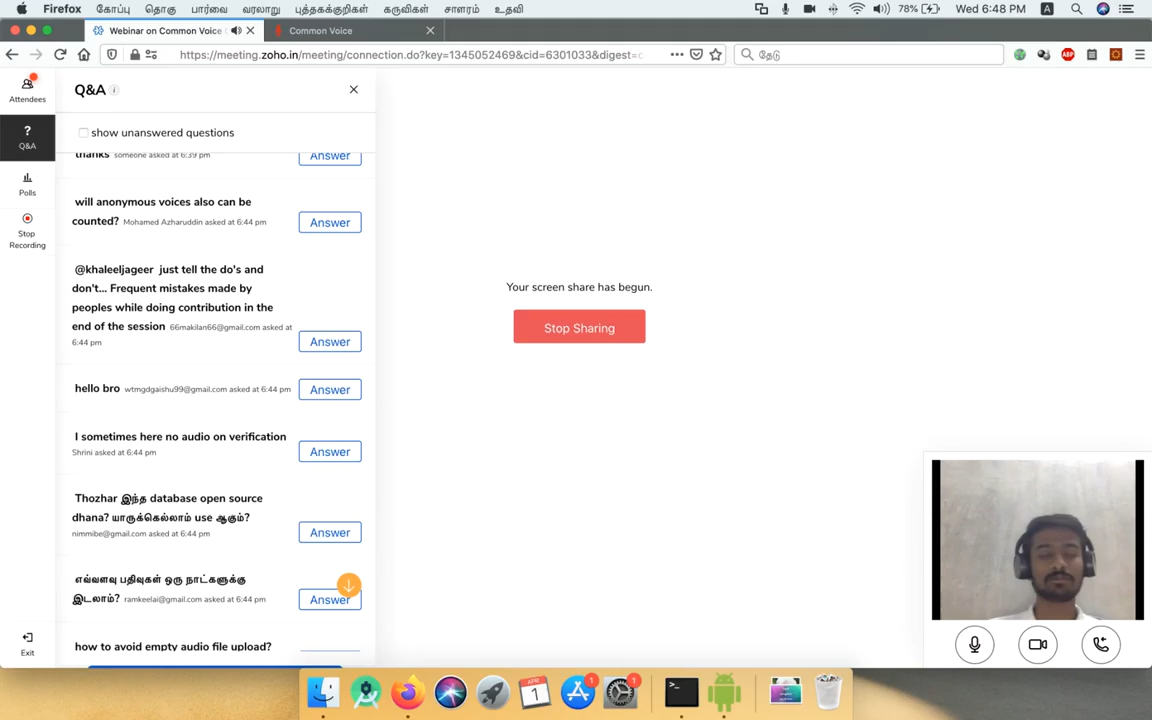 Firefox கோப்பு தொகு பார்வை வரலாறு புத்தகக்குறிகள் கருவிகள் சாளரம் உதவி 78% Wed 6:48 PM A
Webinar on Common Voice
Common Voice
https://meeting.zoho.in/meeting/connection.do?key=1345052469&cid=6301033&digest=c
தேடு
ABP
Attendees
Q&A
show unanswered questions
?
Q&A
thanks someone asked at 6:39 pm
Answer
Polls
will anonymous voices also can be
counted? Mohamed Azharuddin asked at 6:44 pm
Answer
Stop
Recording
@khaleeljageer just tell the do's and
don't... Frequent mistakes made by
peoples while doing contribution in the
end of the session 66makilan66@gmail.com asked at
6:44 pm
Answer
Your screen share has begun.
Stop Sharing
hello bro wtmgdgaishu99@gmail.com asked at 6:44 pm
Answer
I sometimes here no audio on verification
Shrini asked at 6:44 pm
Answer
Thozhar இந்த database open source
dhana? யாருக்கெல்லாம் use ஆகும்?
nimmibe@gmail.com asked at 6:44 pm
Answer
எவ்வளவு பதிவுகள் ஒரு நாட்களுக்கு
இடலாம்? ramkeelai@gmail.com asked at 6:44 pm
Answer
how to avoid empty audio file upload?
Exit
APR
1
1
1